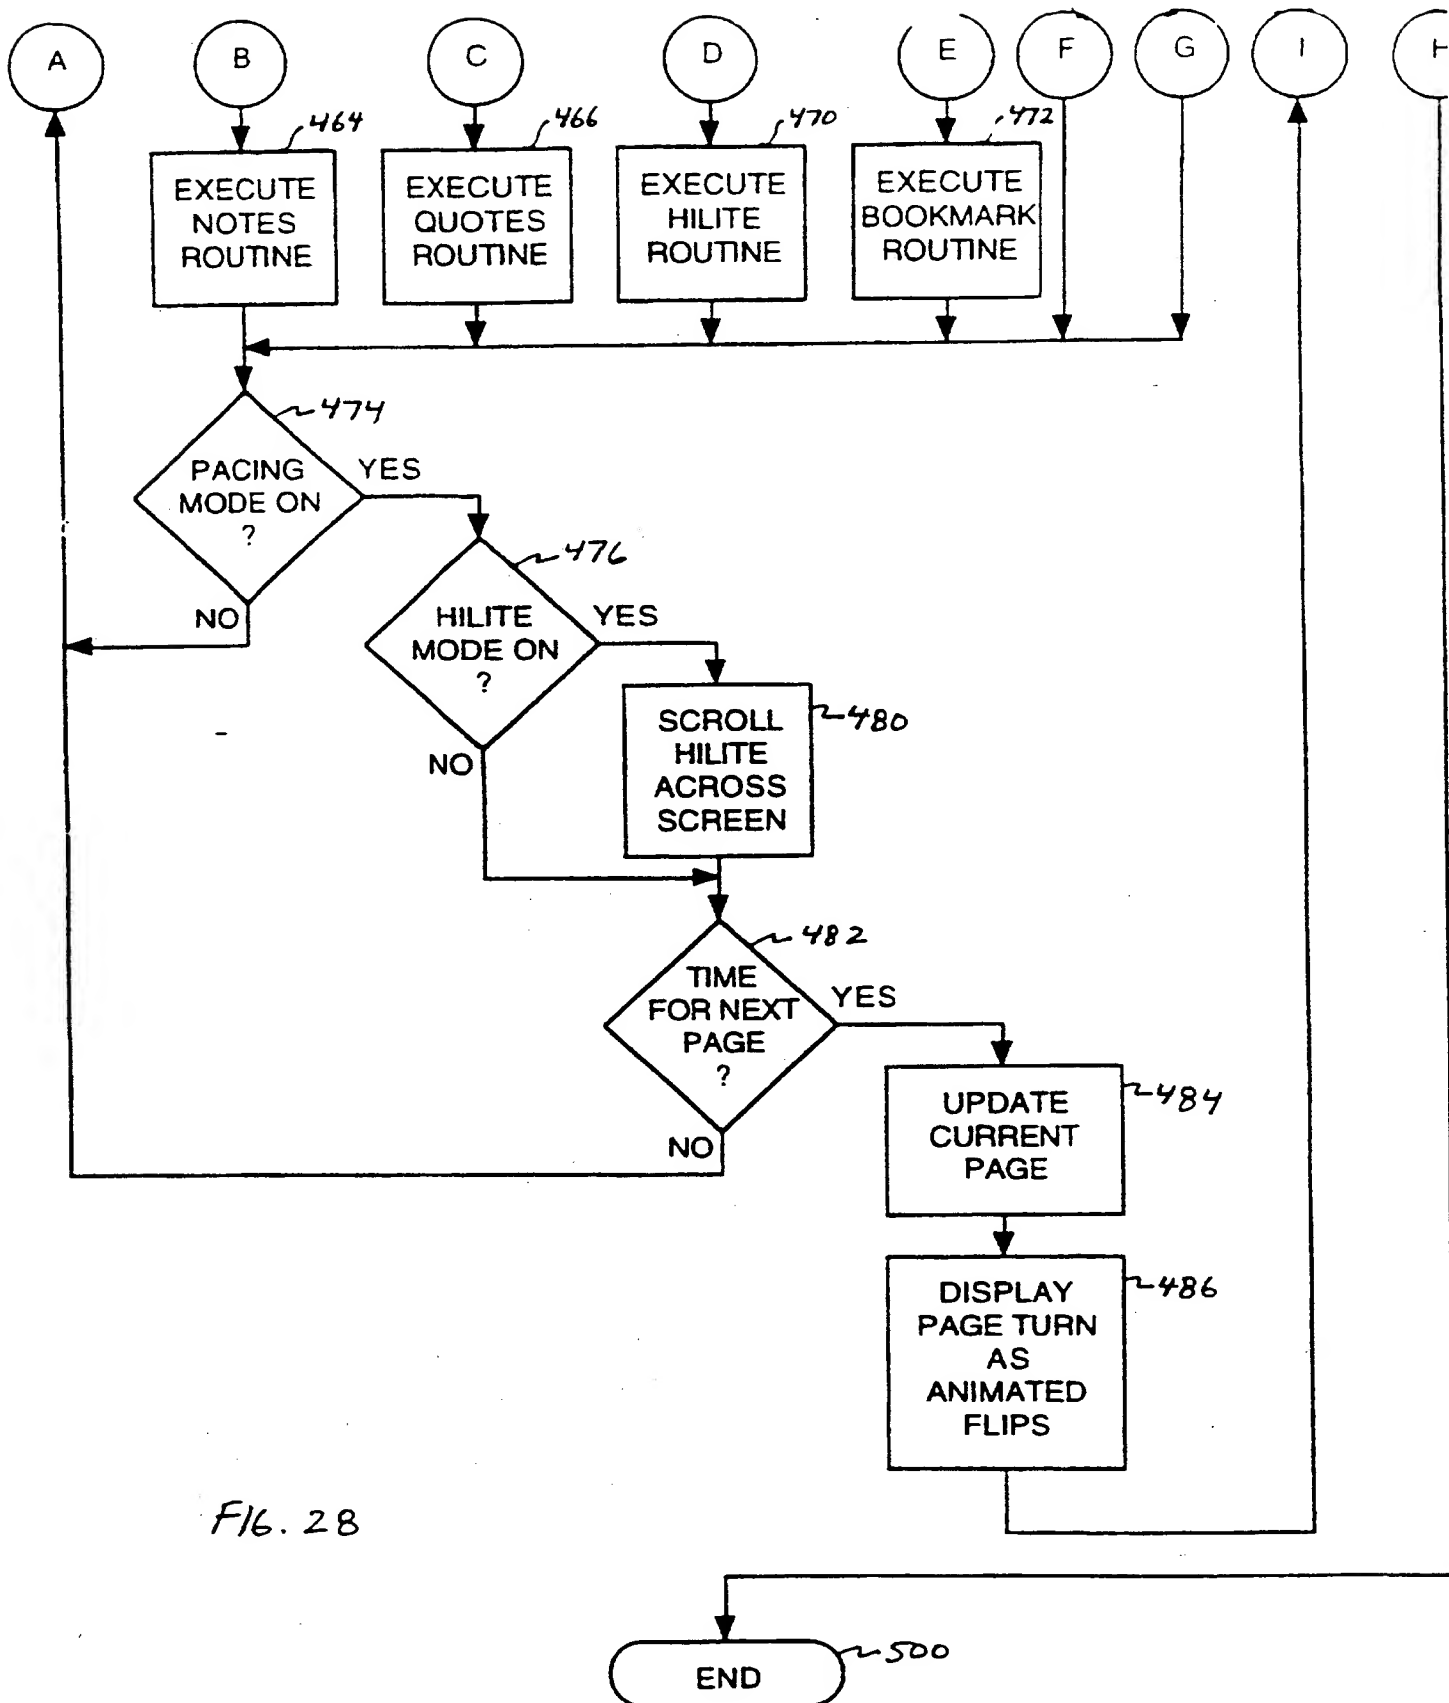 A B C D E F G I H
464
466
470
472
EXECUTE
NOTES
ROUTINE
EXECUTE
QUOTES
ROUTINE
EXECUTE
HILITE
ROUTINE
EXECUTE
BOOKMARK
ROUTINE
474
PACING
MODE ON
?
YES
NO
476
HILITE
MODE ON
?
YES
NO
480
SCROLL
HILITE
ACROSS
SCREEN
482
TIME
FOR NEXT
PAGE
?
YES
NO
484
UPDATE
CURRENT
PAGE
486
DISPLAY
PAGE TURN
AS
ANIMATED
FLIPS
FIG. 28
500
END